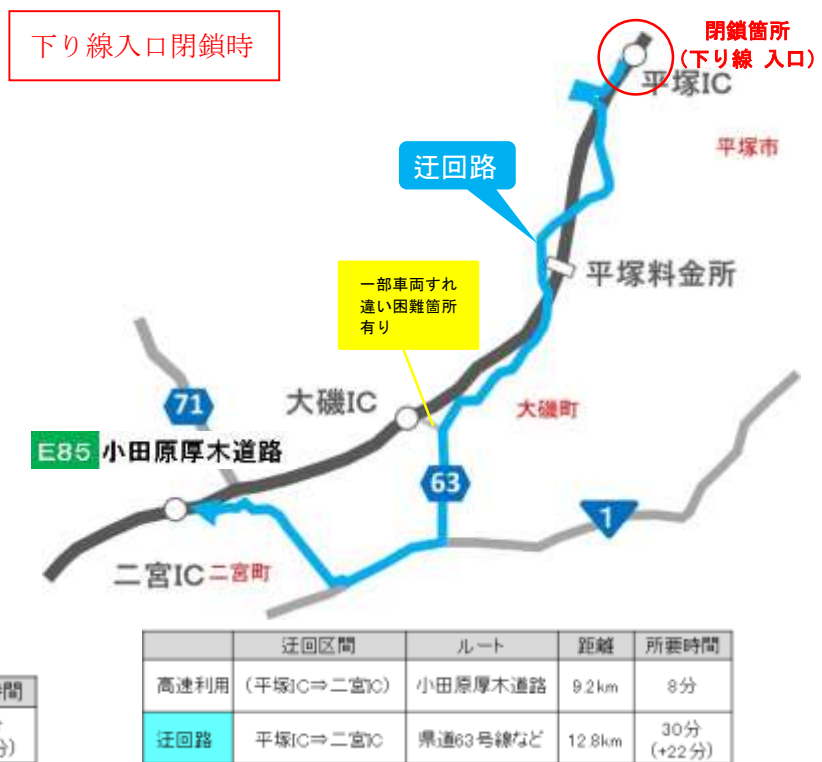 下り線入口閉鎖時
閉鎖箇所
(下り線 入口)
平塚IC
平塚市
迂回路
平塚料金所
一部車両すれ
違い困難箇所
有り
71
大磯IC
大磯町
E85 小田原厚木道路
63
1
二宮IC 二宮町
迂回区間 ルート 距離 所要時間
高速利用 (平塚IC⇒二宮IC) 小田原厚木道路 9.2km 8分
迂回路 平塚IC⇒二宮IC 県道63号線など 12.8km 30分
(+22分)
間
分)